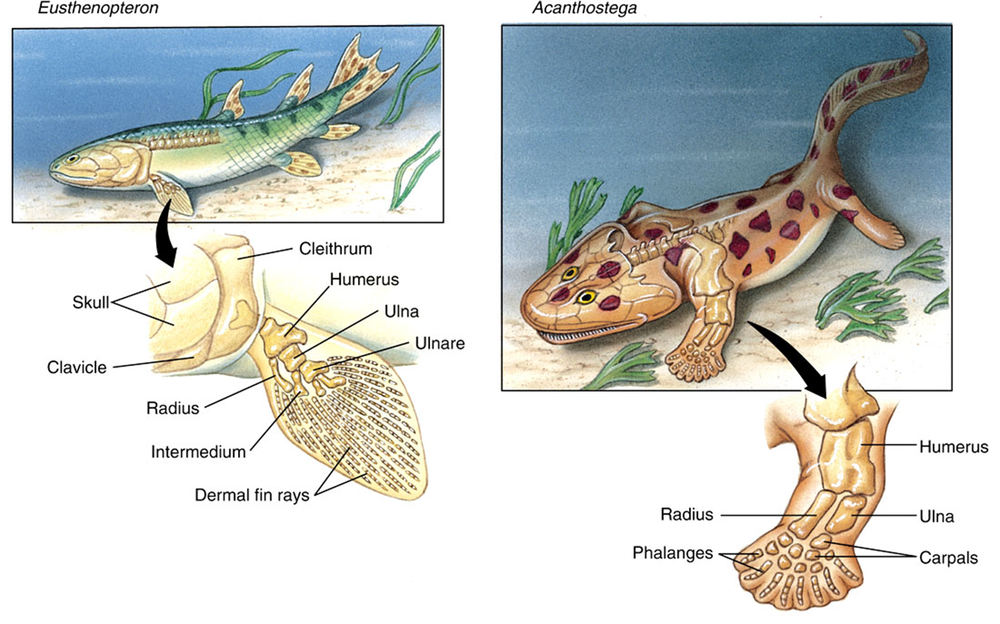 Eusthenopteron
Acanthostega
Cleithrum
Humerus
Skull
Ulna
Ulnare
Clavicle
Radius
Intermedium
Dermal fin rays
Humerus
Radius
Ulna
Phalanges
Carpals